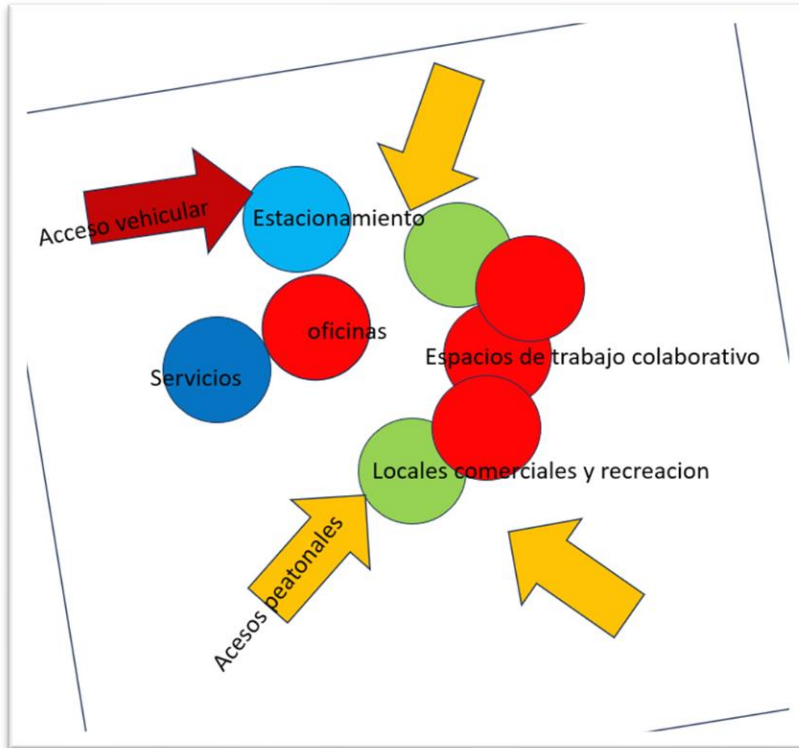 Acceso vehicular
Estacionamiento
oficinas
Espacios de trabajo colaborativo
Servicios
Locales comerciales y recreacion
Acesos peatonales